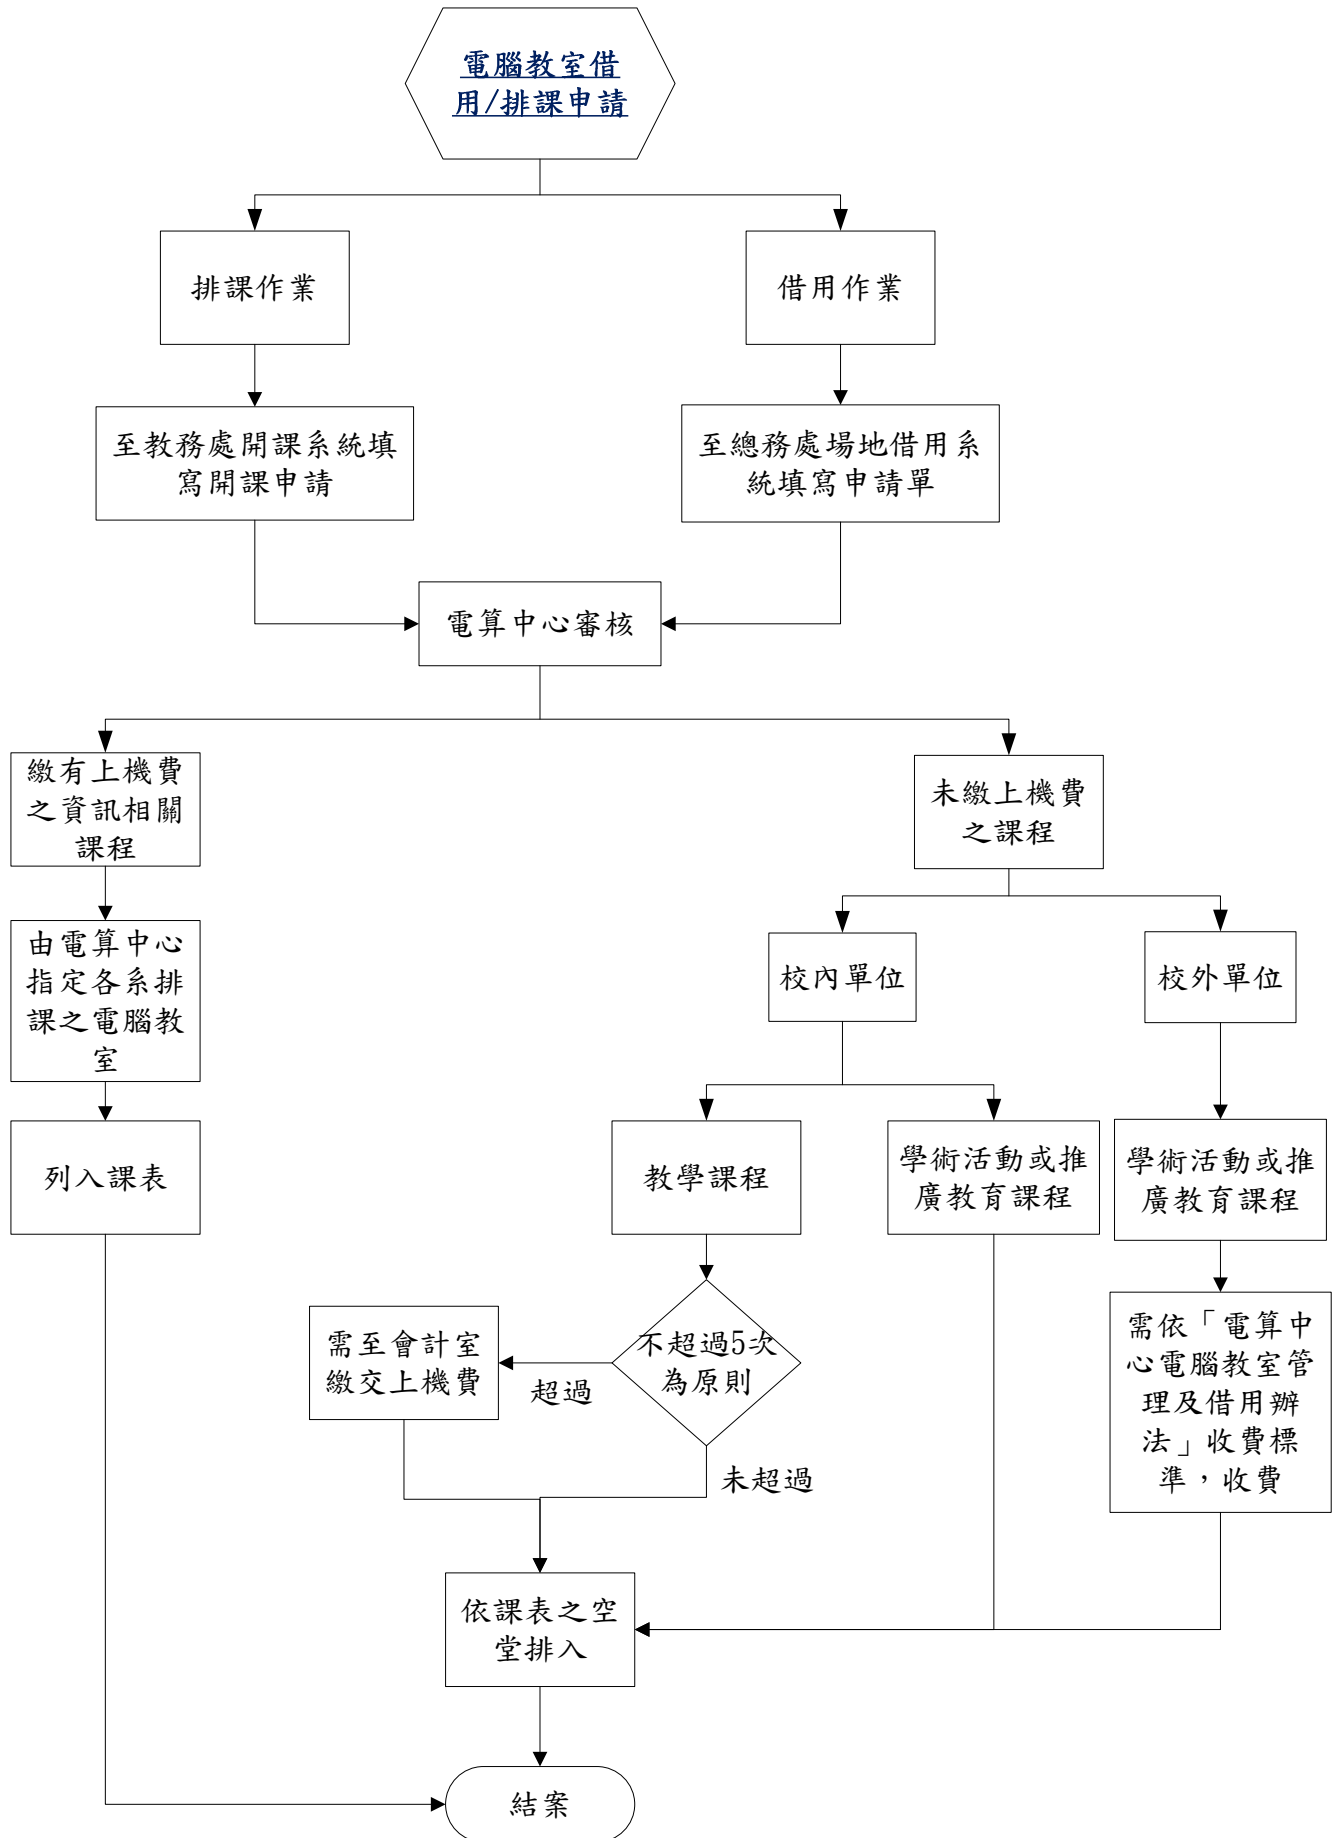 電腦教室借
用/排課申請
排課作業
借用作業
至教務處開課系統填
寫開課申請
至總務處場地借用系
統填寫申請單
電算中心審核
繳有上機費
之資訊相關
課程
未繳上機費
之課程
由電算中心
指定各系排
課之電腦教
室
校內單位
校外單位
列入課表
教學課程
學術活動或推
廣教育課程
學術活動或推
廣教育課程
需至會計室
繳交上機費
超過
不超過5次
為原則
未超過
需依「電算中
心電腦教室管
理及借用辦
法」收費標
準，收費
依課表之空
堂排入
結案